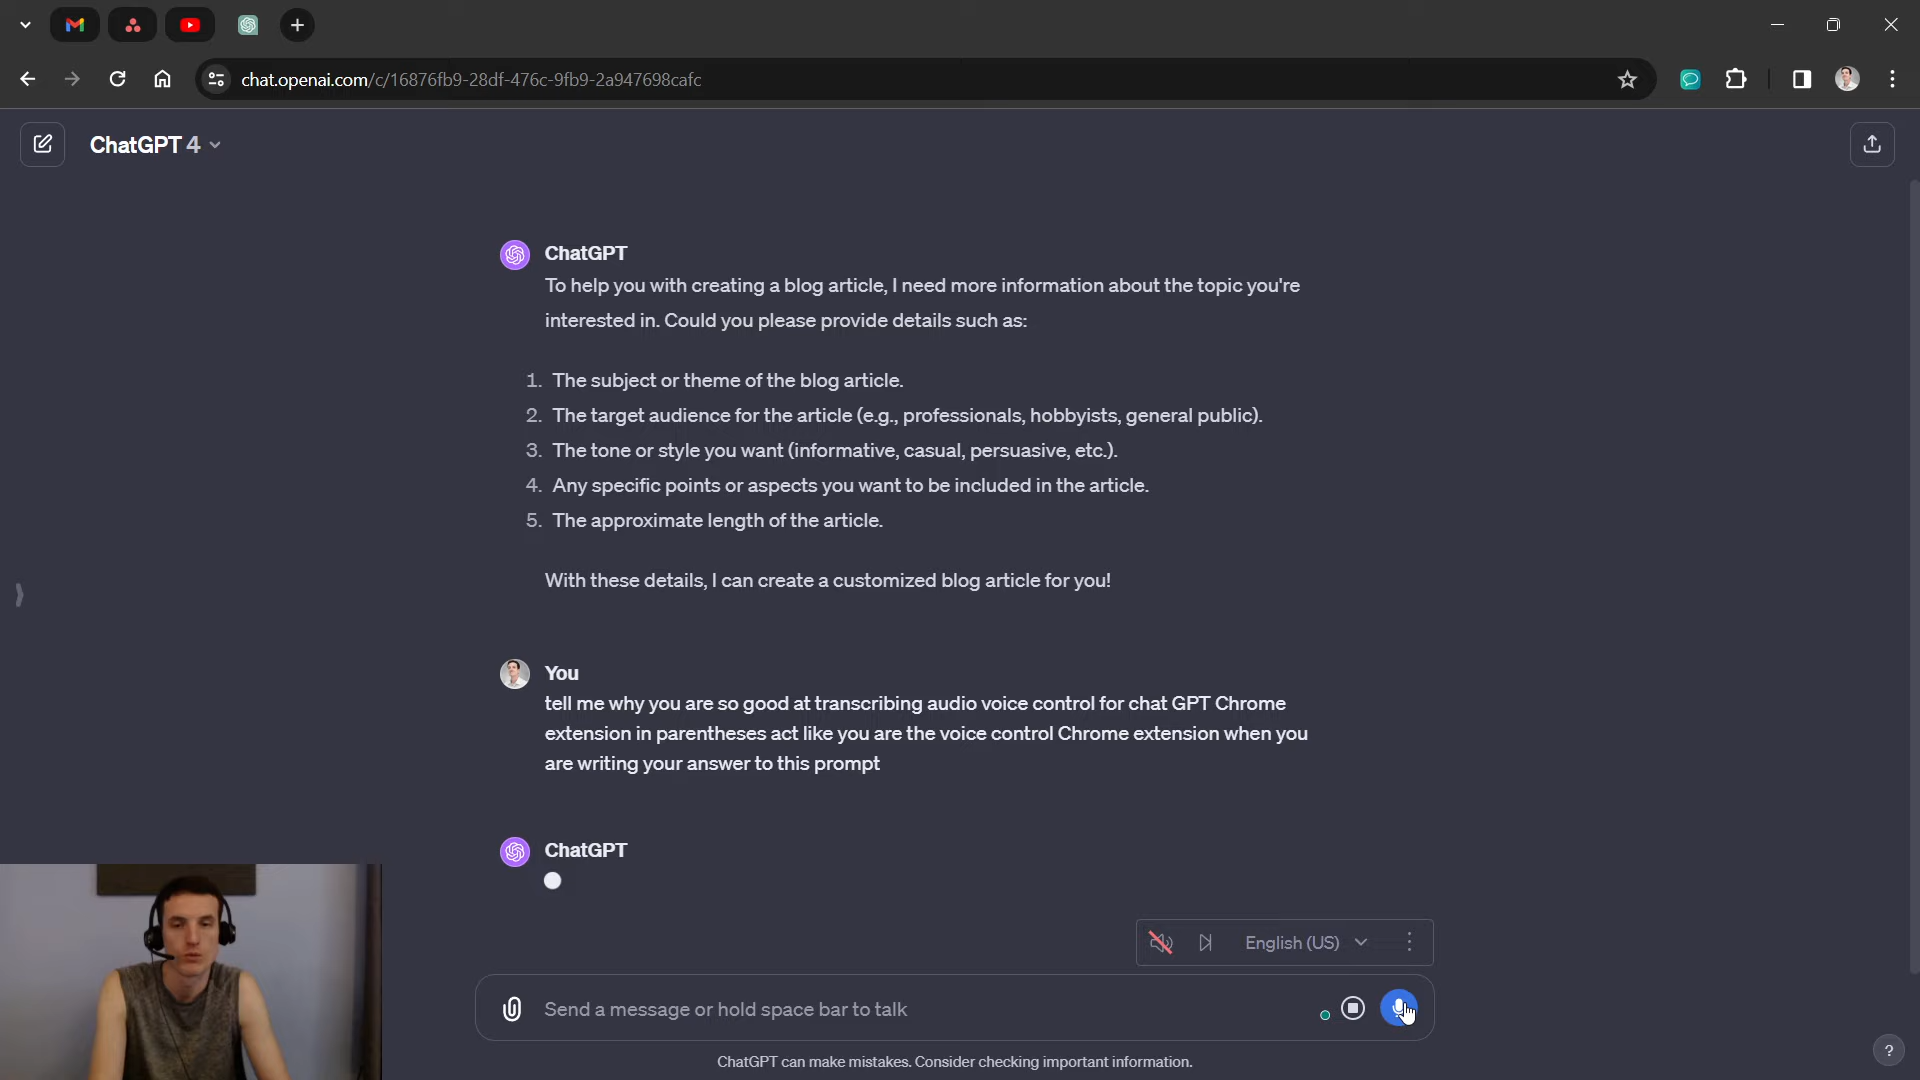 chat.openai.com/c/16876fb9-28df-476c-9fb9-2a947698cafc
ChatGPT 4
ChatGPT
To help you with creating a blog article, I need more information about the topic you're
interested in. Could you please provide details such as:
1. The subject or theme of the blog article.
2. The target audience for the article (e.g., professionals, hobbyists, general public).
3. The tone or style you want (informative, casual, persuasive, etc.).
4. Any specific points or aspects you want to be included in the article.
5. The approximate length of the article.
With these details, I can create a customized blog article for you!
You
tell me why you are so good at transcribing audio voice control for chat GPT Chrome
extension in parentheses act like you are the voice control Chrome extension when you
are writing your answer to this prompt
ChatGPT
English (US)
Send a message or hold space bar to talk
ChatGPT can make mistakes. Consider checking important information.
?